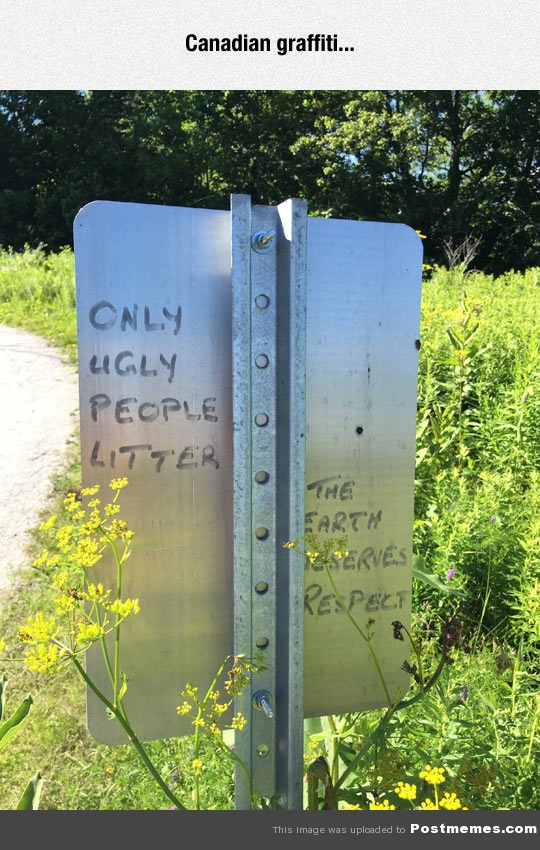 Canadian graffiti...
ONLY
UGLY
PEOPLE
LITTER
THE
EARTH
DESERVES
RESPECT
This image was uploaded to Postmemes.com